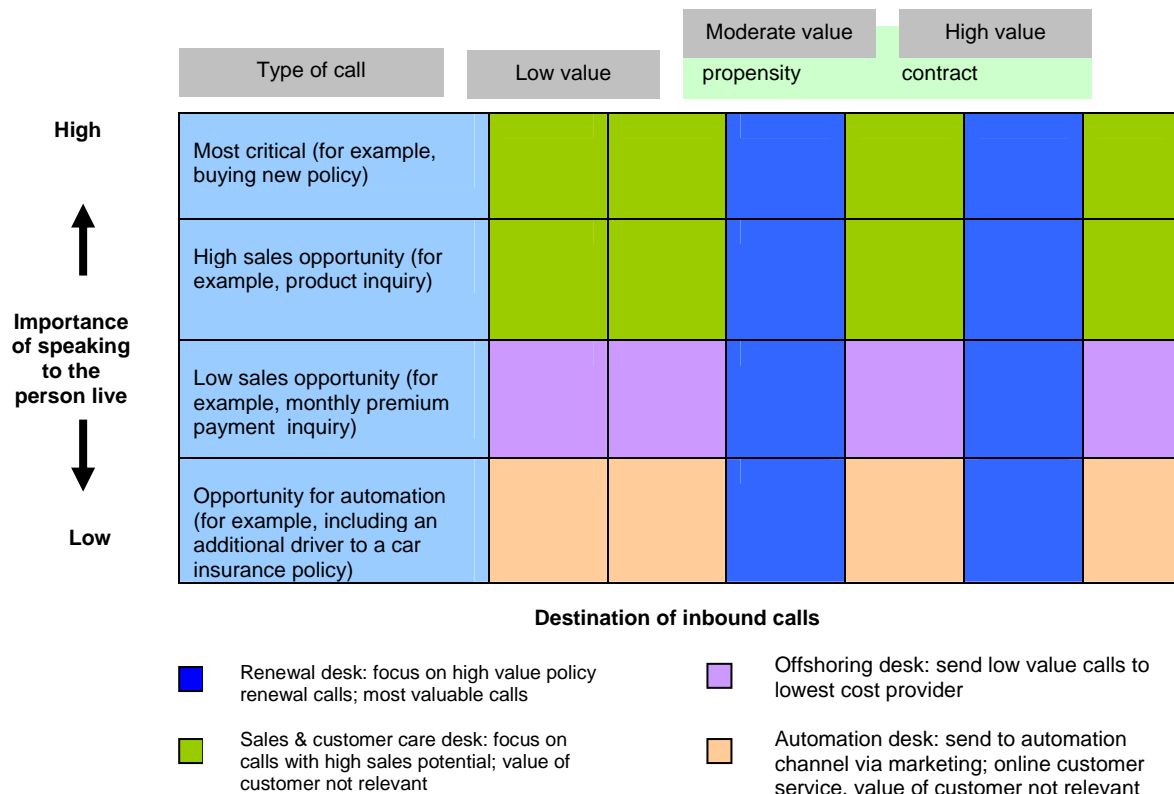 Moderate value
High value
Type of call
Low value
propensity
contract
High
Most critical (for example,
buying new policy)
High sales opportunity (for
example, product inquiry)
Importance
of speaking
to the
person live
Low sales opportunity (for
example, monthly premium
payment inquiry)
Opportunity for automation
(for example, including an
additional driver to a car
insurance policy)
Low
Destination of inbound calls
Renewal desk: focus on high value policy
renewal calls; most valuable calls
Offshoring desk: send low value calls to
lowest cost provider
Sales & customer care desk: focus on
calls with high sales potential; value of
customer not relevant
Automation desk: send to automation
channel via marketing; online customer
service, value of customer not relevant